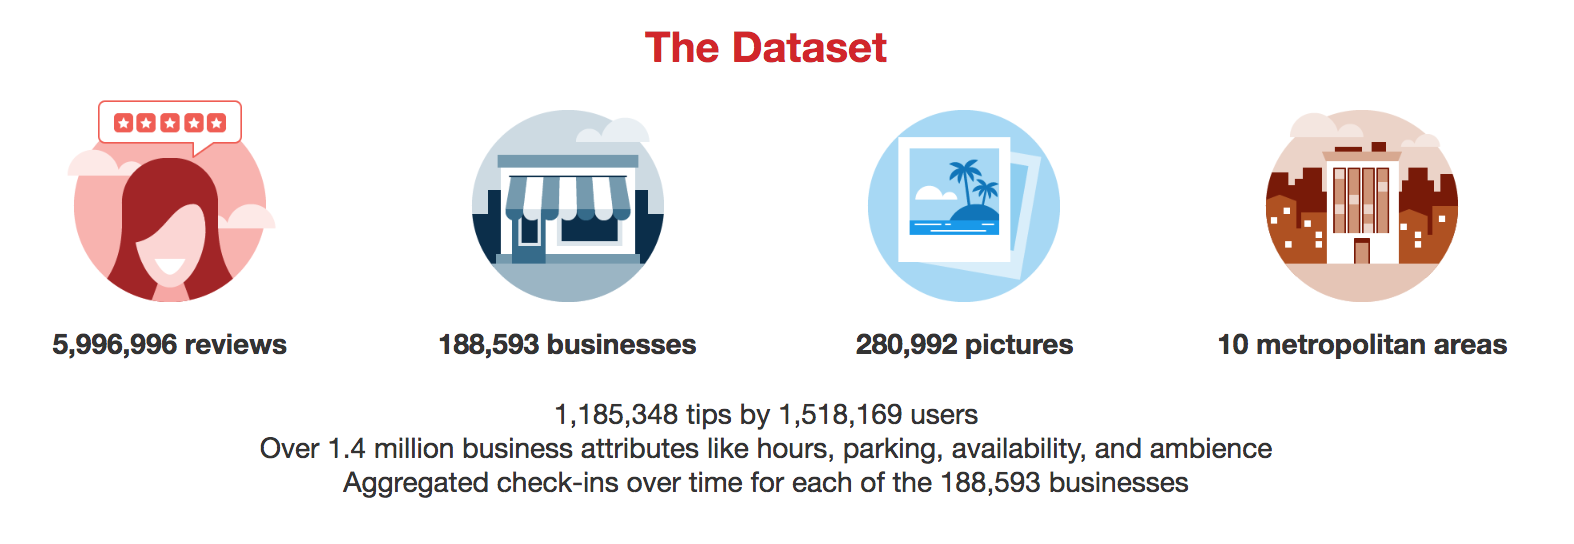 The Dataset
5,996,996 reviews
188,593 businesses
280,992 pictures
10 metropolitan areas
1,185,348 tips by 1,518,169 users
Over 1.4 million business attributes like hours, parking, availability, and ambience
Aggregated check-ins over time for each of the 188,593 businesses